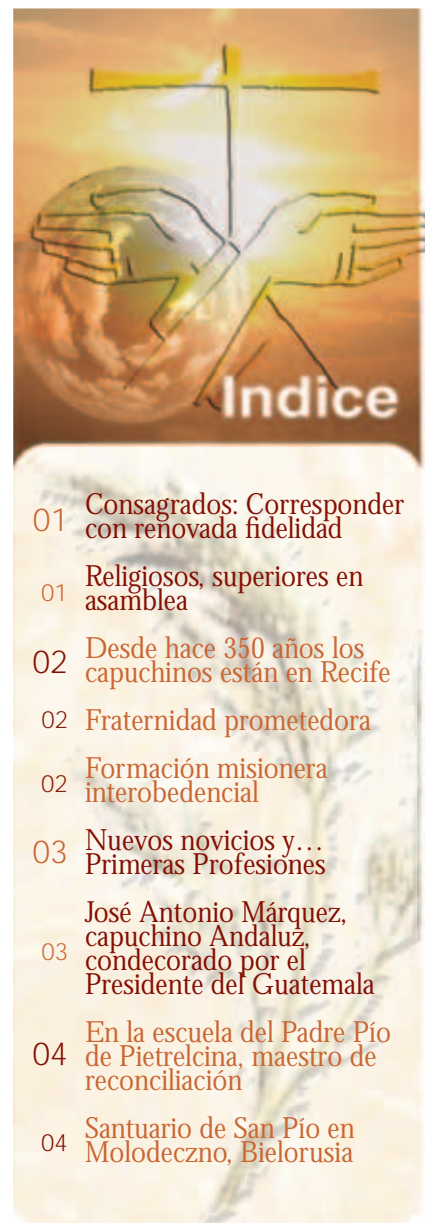 Indice
01 Consagrados: Corresponder
con renovada fidelidad
01 Religiosos, superiores en
asamblea
02 Desde hace 350 años los
capuchinos están en Recife
02 Fraternidad prometedora
02 Formación misionera
interobedencial
03 Nuevos novicios y…
Primeras Profesiones
03 José Antonio Márquez,
capuchino Andaluz,
condecorado por el
Presidente del Guatemala
04 En la escuela del Padre Pío
de Pietrelcina, maestro de
reconciliación
04 Santuario de San Pío en
Molodeczno, Bielorusia